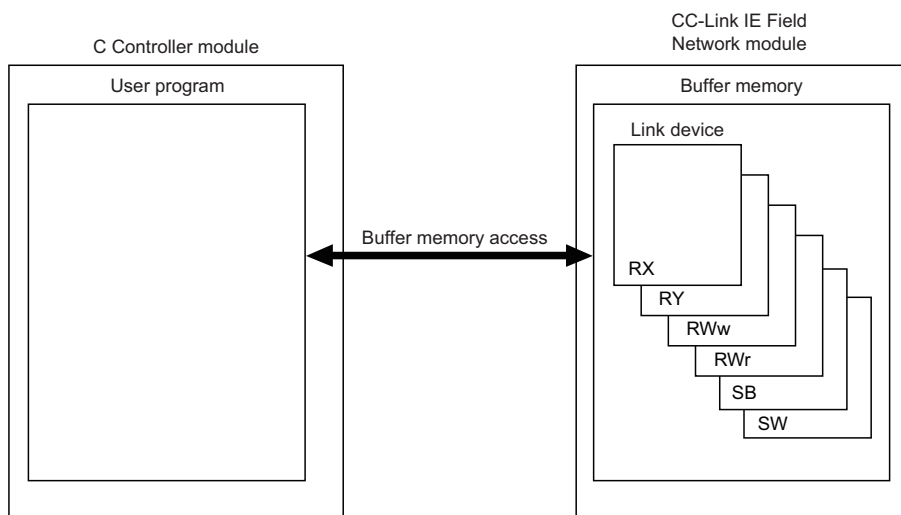 C Controller module
User program
CC-Link IE Field
Network module
Buffer memory
Link device
Buffer memory access
RX
RY
RWw
RWr
SB
SW